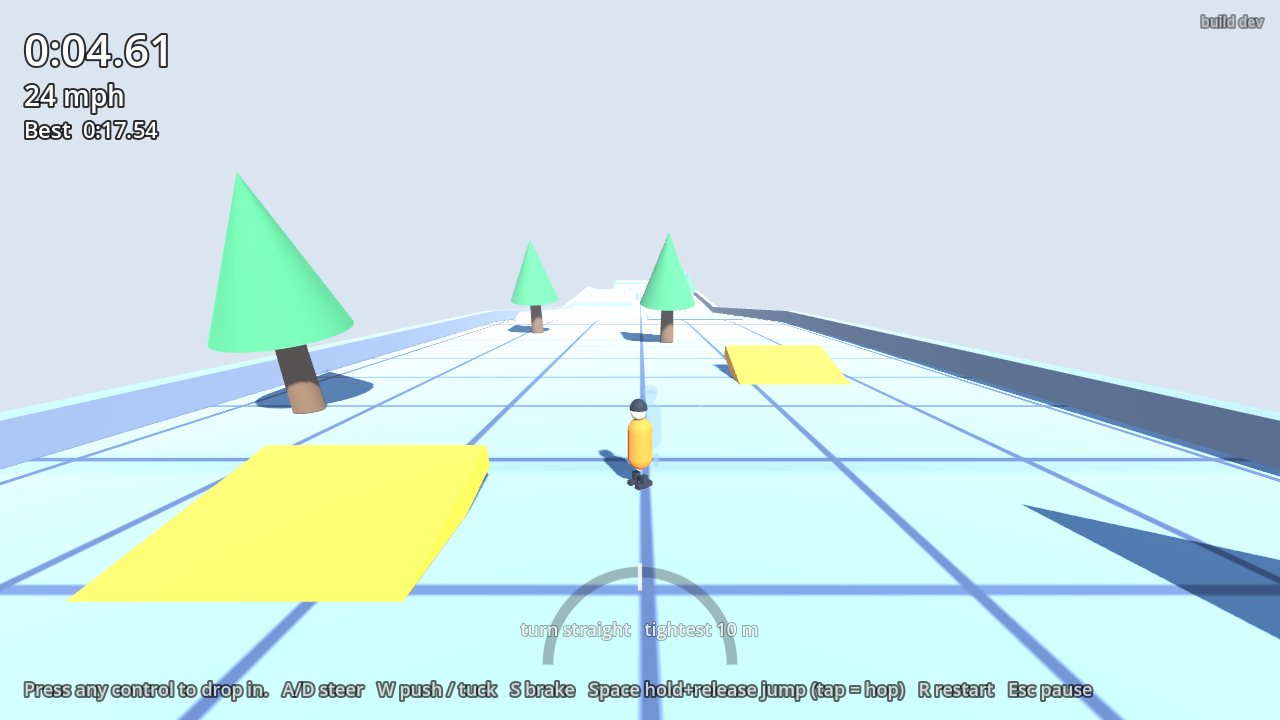 0:04.61
build dev
24 mph
Best 0:17.54
turn straight tightest 10 m
Press any control to drop in. A/D steer W push / tuck S brake Space hold+release jump (tap = hop) R restart Esc pause